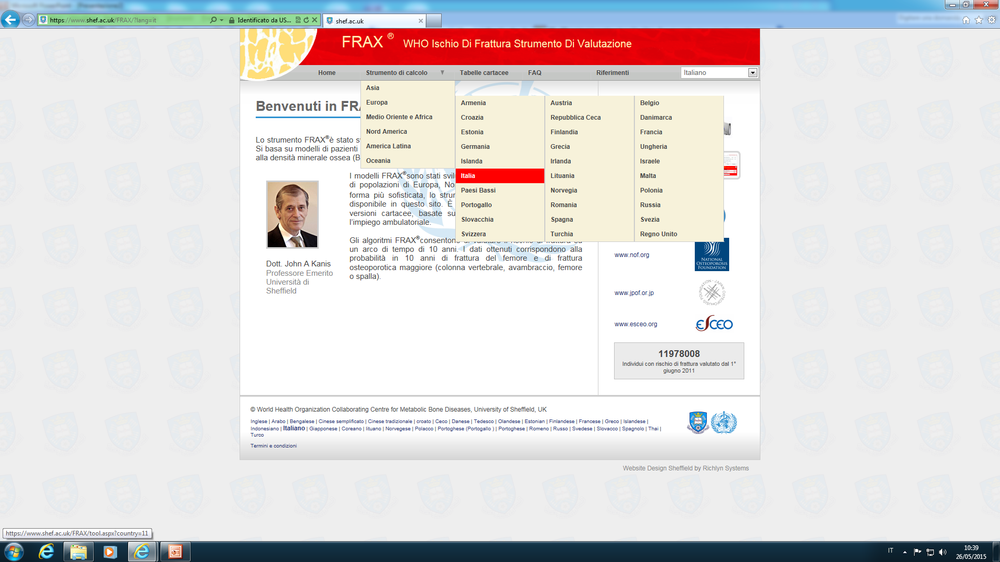 https://www.shef.ac.uk/FRAX/?lang=it
Identificato da US...
shef.ac.uk
FRAX ® WHO Ischio Di Frattura Strumento Di Valutazione
Home
Strumento di calcolo ▼
Tabelle cartacee
FAQ
Riferimenti
Italiano
Asia
Europa
Medio Oriente e Africa
Nord America
America Latina
Oceania
Armenia
Austria
Belgio
Croazia
Repubblica Ceca
Danimarca
Estonia
Finlandia
Francia
Germania
Grecia
Ungheria
Islanda
Irlanda
Israele
Italia
Lituania
Malta
Paesi Bassi
Norvegia
Polonia
Portogallo
Romania
Russia
Slovacchia
Spagna
Svezia
Svizzera
Turchia
Regno Unito
Benvenuti in FRA
Lo strumento FRAX® è stato s
Si basa su modelli di pazienti
alla densità minerale ossea (B
I modelli FRAX® sono stati svil
di popolazioni di Europa, No
forma più sofisticata, lo stru
disponibile in questo sito. È
versioni cartacee, basate su
l'impiego ambulatoriale.
Gli algoritmi FRAX® consentono di valutare il rischio di frattura su
un arco di tempo di 10 anni. I dati ottenuti corrispondono alla
probabilità in 10 anni di frattura del femore e di frattura
osteoporotica maggiore (colonna vertebrale, avambraccio, femore
o spalla).
Dott. John A Kanis
Professore Emerito
Università di
Sheffield
www.nof.org
NATIONAL
OSTEOPOROSIS
FOUNDATION
www.jpof.or.jp
JAPAN OSTEOPOROSIS FOUNDATION
www.esceo.org
ESCEO
11978008
Individui con rischio di frattura valutato dal 1°
giugno 2011
© World Health Organization Collaborating Centre for Metabolic Bone Diseases, University of Sheffield, UK
Inglese | Arabo | Bengalese | Cinese semplificato | Cinese tradizionale | croato | Ceco | Danese | Tedesco | Olandese | Estonian | Finlandese | Francese | Greco | Islandese |
Indonesiano | Italiano | Giapponese | Coreano | lituano | Norvegese | Polacco | Portoghese (Portogallo ) | Portoghese | Romeno | Russo | Svedese | Slovacco | Spagnolo | Thai |
Turco
Termini e condizioni
Website Design Sheffield by Richlyn Systems
https://www.shef.ac.uk/FRAX/tool.aspx?country=11
IT
10:39
26/05/2015